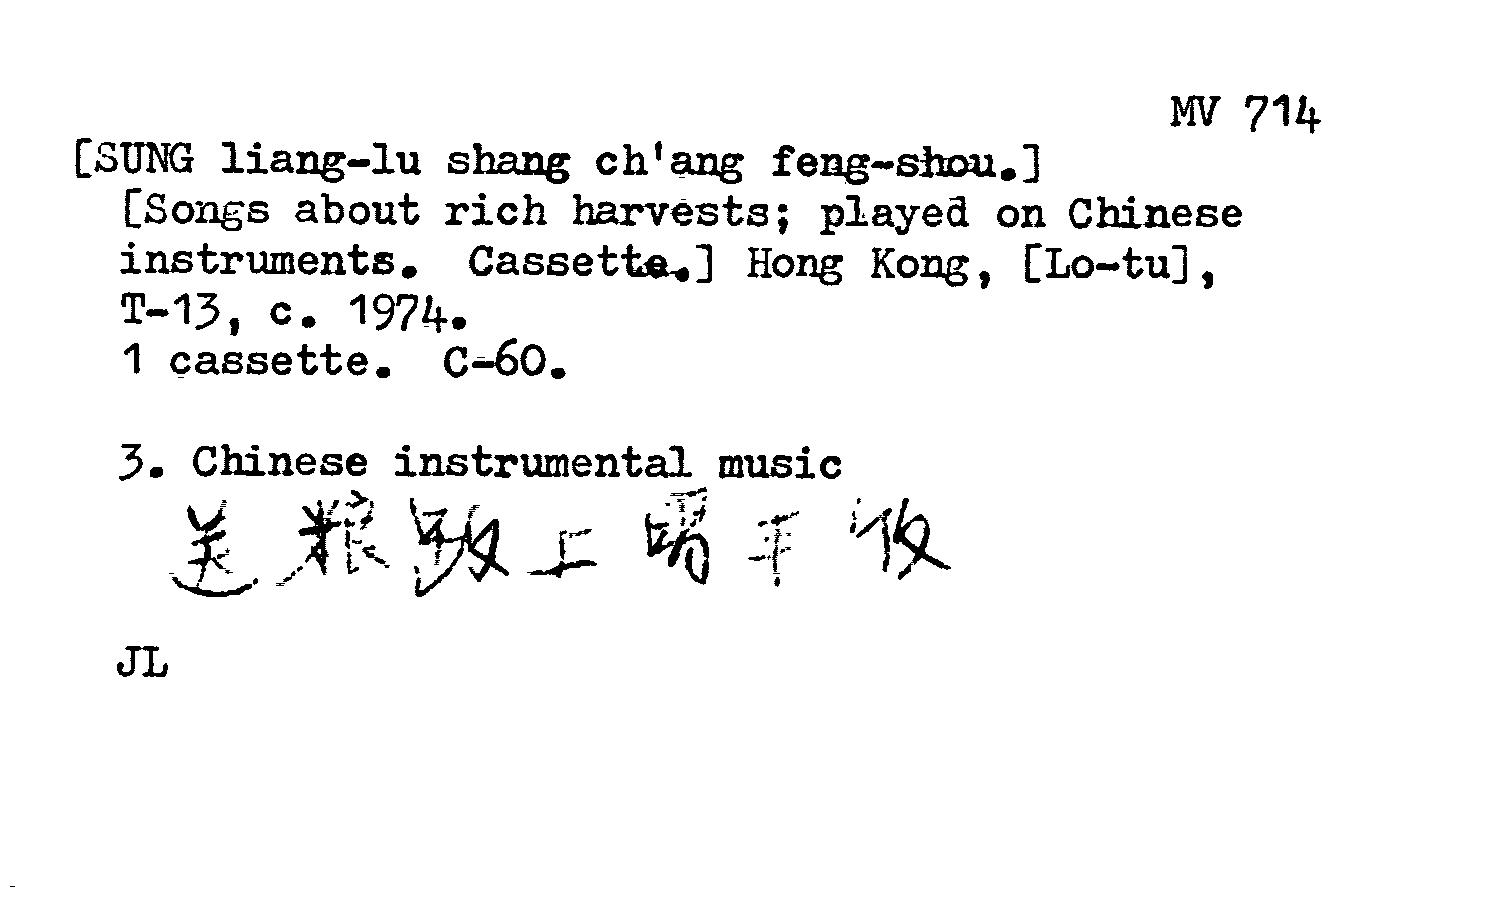 MV 714
[SUNG liang-lu shang ch'ang feng-shou.]
[Songs about rich harvests; played on Chinese
instruments. Cassette.] Hong Kong, [Lo-tu],
T-13, c. 1974.
1 cassette. C-60.
3. Chinese instrumental music
送粮路上唱丰收
JL